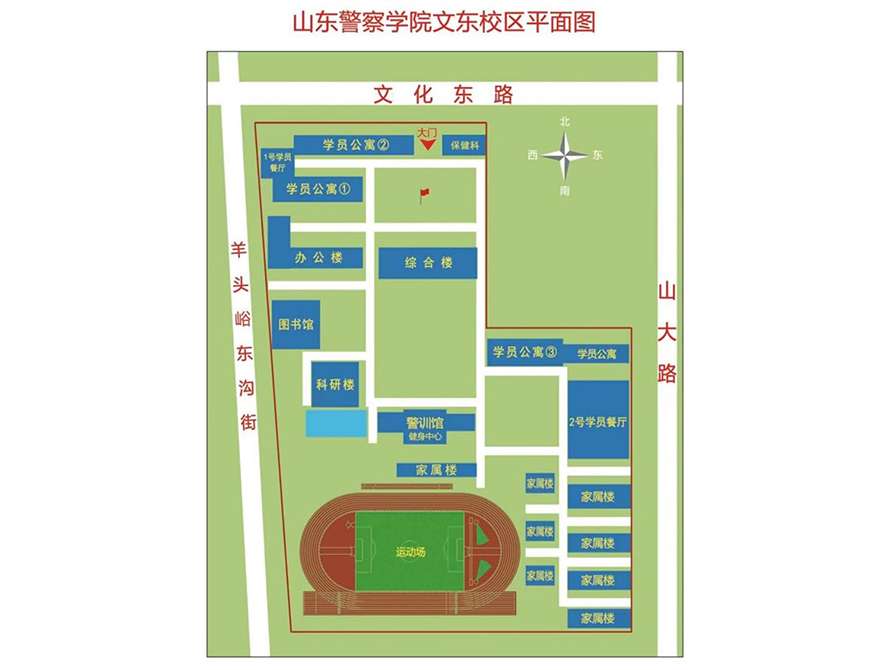 山东警察学院文东校区平面图
文化东路
北
西
东
南
大门
学员公寓②
保健科
1号学员
餐厅
学员公寓①
办公楼
综合楼
羊头峪东沟街
山大路
图书馆
学员公寓③
学员公寓
科研楼
2号学员餐厅
警训馆
健身中心
家属楼
家属楼
家属楼
家属楼
家属楼
运动场
家属楼
家属楼
家属楼